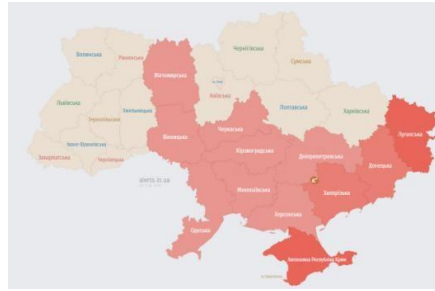 Волинська
Рівненська
Житомирська
Київська
Чернігівська
Сумська
Львівська
Тернопільська
Хмельницька
Полтавська
Харківська
Луганська
Івано-Франківська
Вінницька
Черкаська
Закарпатська
Чернівецька
Кіровоградська
Дніпропетровська
Донецька
alerts.in.ua
Миколаївська
Запорізька
Одеська
Херсонська
Автономна Республіка Крим